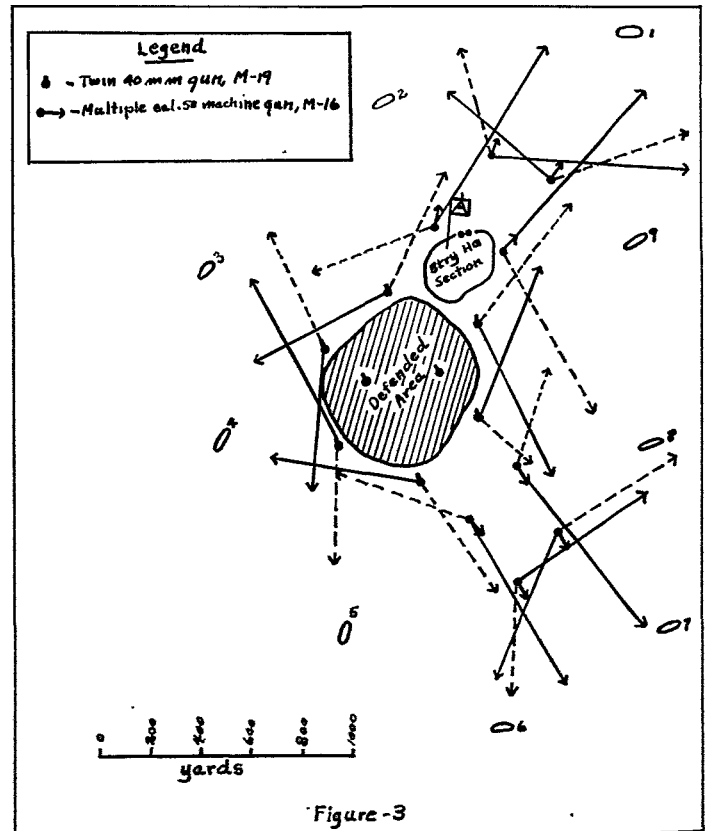 Legend
- Twin 40 mm gun, M-19
- Multiple cal. 50 machine gun, M-16
1
2
3
4
5
6
7
8
9
A
Btry Hq
Section
Defended
Area
0
200
400
600
800
1000
yards
Figure-3